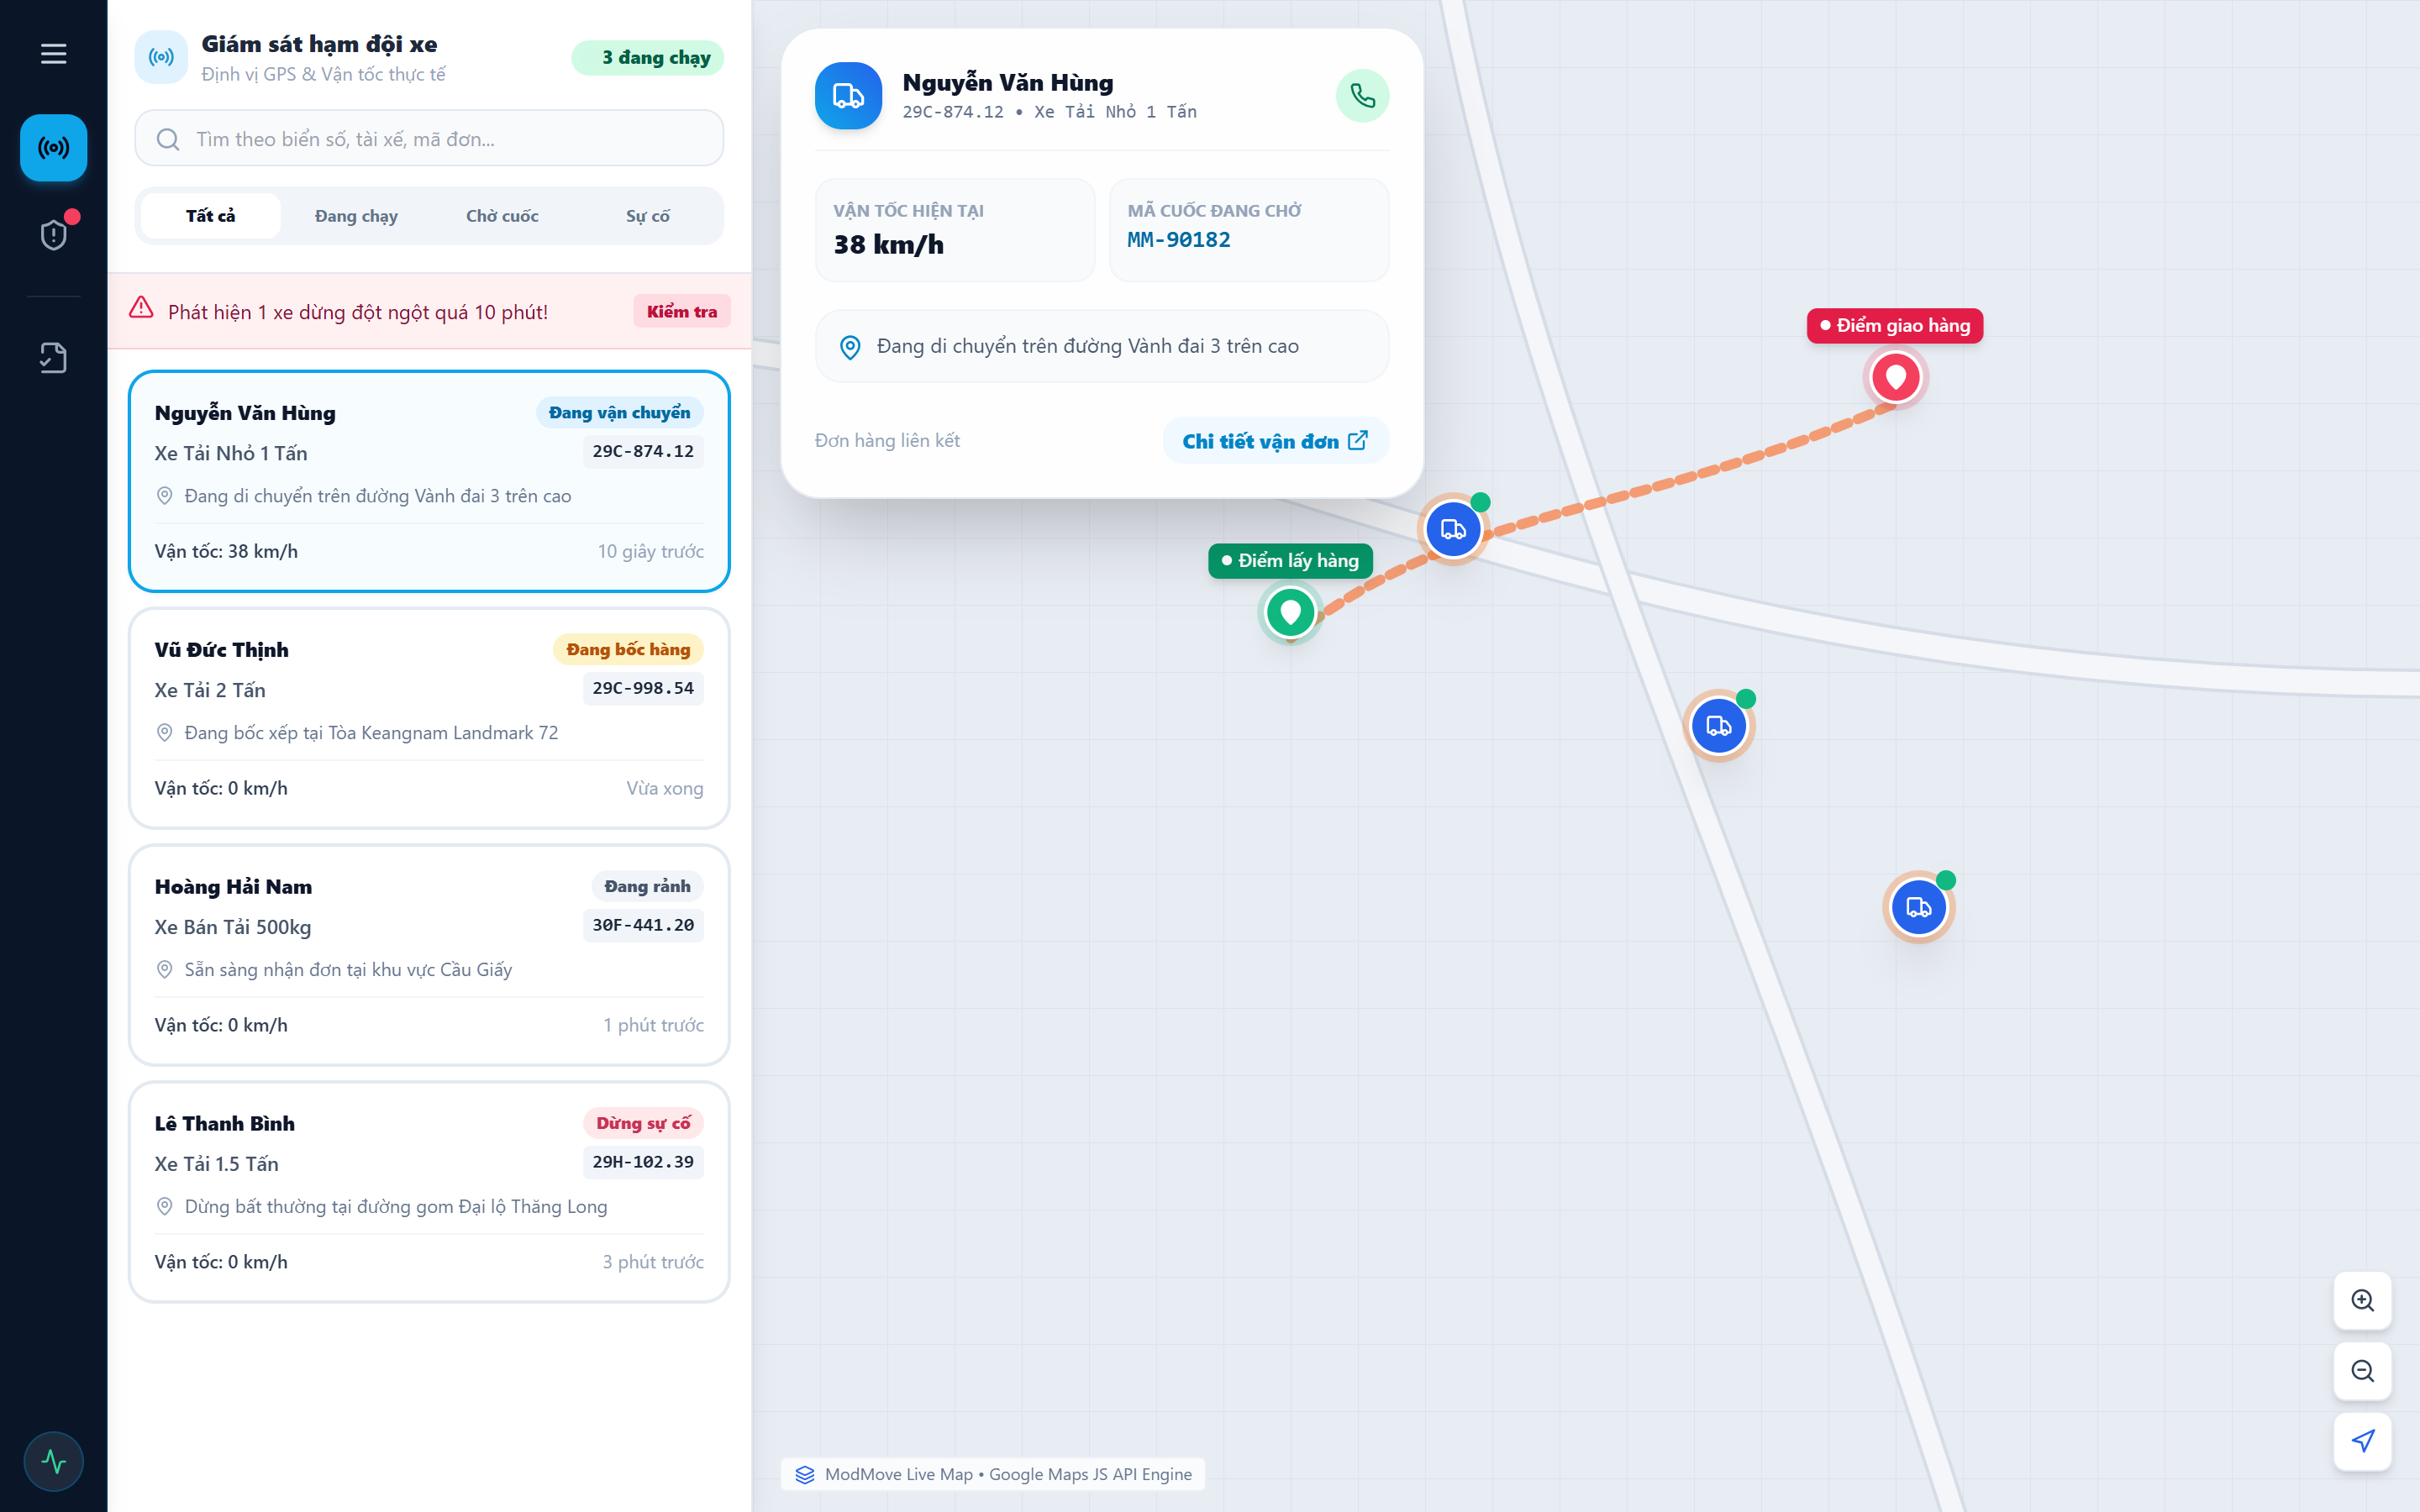 Giám sát hạm đội xe
Định vị GPS & Vận tốc thực tế
3 đang chạy
Tìm theo biển số, tài xế, mã đơn...
Tất cả
Đang chạy
Chờ cuốc
Sự cố
Phát hiện 1 xe dừng đột ngột quá 10 phút!
Kiểm tra
Nguyễn Văn Hùng
Đang vận chuyển
Xe Tải Nhỏ 1 Tấn
29C-874.12
Đang di chuyển trên đường Vành đai 3 trên cao
Vận tốc: 38 km/h
10 giây trước
Vũ Đức Thịnh
Đang bốc hàng
Xe Tải 2 Tấn
29C-998.54
Đang bốc xếp tại Tòa Keangnam Landmark 72
Vận tốc: 0 km/h
Vừa xong
Hoàng Hải Nam
Đang rảnh
Xe Bán Tải 500kg
30F-441.20
Sẵn sàng nhận đơn tại khu vực Cầu Giấy
Vận tốc: 0 km/h
1 phút trước
Lê Thanh Bình
Dừng sự cố
Xe Tải 1.5 Tấn
29H-102.39
Dừng bất thường tại đường gom Đại lộ Thăng Long
Vận tốc: 0 km/h
3 phút trước
Nguyễn Văn Hùng
29C-874.12 • Xe Tải Nhỏ 1 Tấn
VẬN TỐC HIỆN TẠI
38 km/h
MÃ CUỐC ĐANG CHỞ
MM-90182
Đang di chuyển trên đường Vành đai 3 trên cao
Đơn hàng liên kết
Chi tiết vận đơn
Điểm giao hàng
Điểm lấy hàng
ModMove Live Map • Google Maps JS API Engine